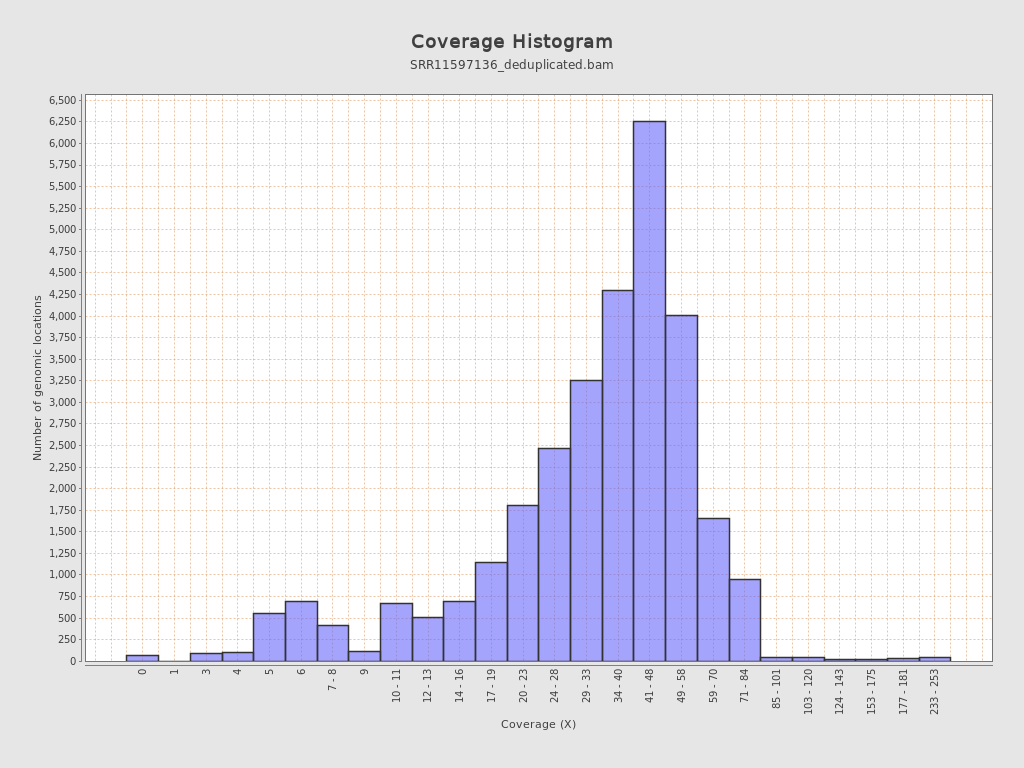 Coverage Histogram
SRR11597136_deduplicated.bam
6,500
6,250
6,000
5,750
5,500
5,250
5,000
4,750
4,500
4,250
4,000
3,750
3,500
3,250
3,000
2,750
2,500
2,250
2,000
1,750
1,500
1,250
1,000
750
500
250
0
Number of genomic locations
0
1
3
4
5
6
7 - 8
9
10 - 11
12 - 13
14 - 16
17 - 19
20 - 23
24 - 28
29 - 33
34 - 40
41 - 48
49 - 58
59 - 70
71 - 84
85 - 101
103 - 120
124 - 143
153 - 175
177 - 181
233 - 253
Coverage (X)